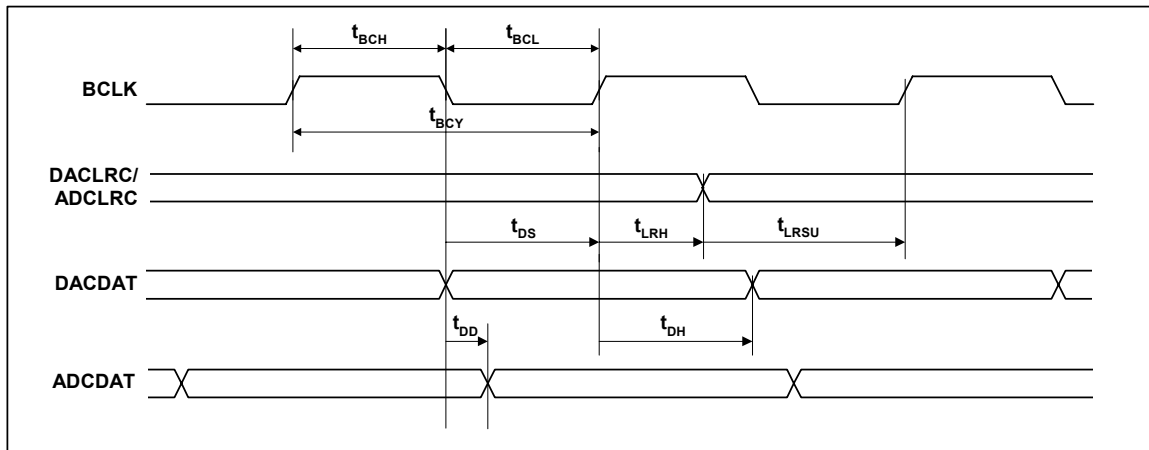 tBCH
tBCL
BCLK
tBCY
DACLRC/
ADCLRC
tDS
tLRH
tLRSU
DACDAT
tDD
tDH
ADCDAT